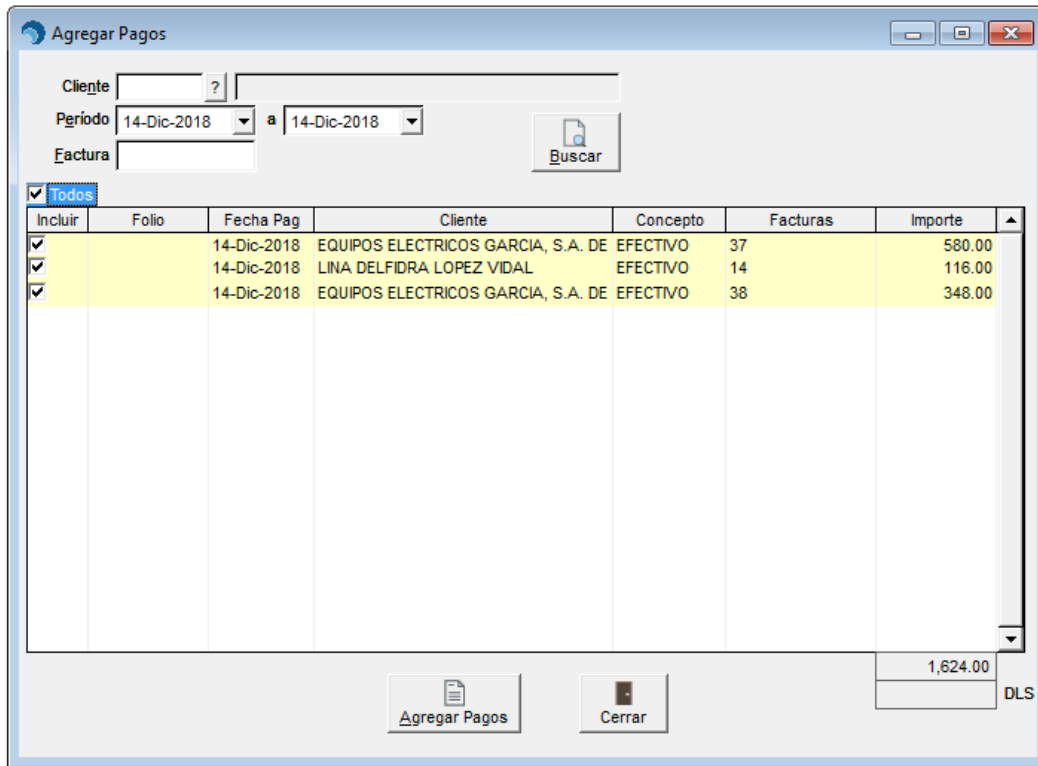 Agregar Pagos
Cliente ?
Período 14-Dic-2018 a 14-Dic-2018
Factura
Buscar
Todos
Incluir Folio Fecha Pag Cliente Concepto Facturas Importe
14-Dic-2018 EQUIPOS ELECTRICOS GARCIA, S.A. DE EFECTIVO 37 580.00
14-Dic-2018 LINA DELFIDRA LOPEZ VIDAL EFECTIVO 14 116.00
14-Dic-2018 EQUIPOS ELECTRICOS GARCIA, S.A. DE EFECTIVO 38 348.00
1,624.00
DLS
Agregar Pagos Cerrar